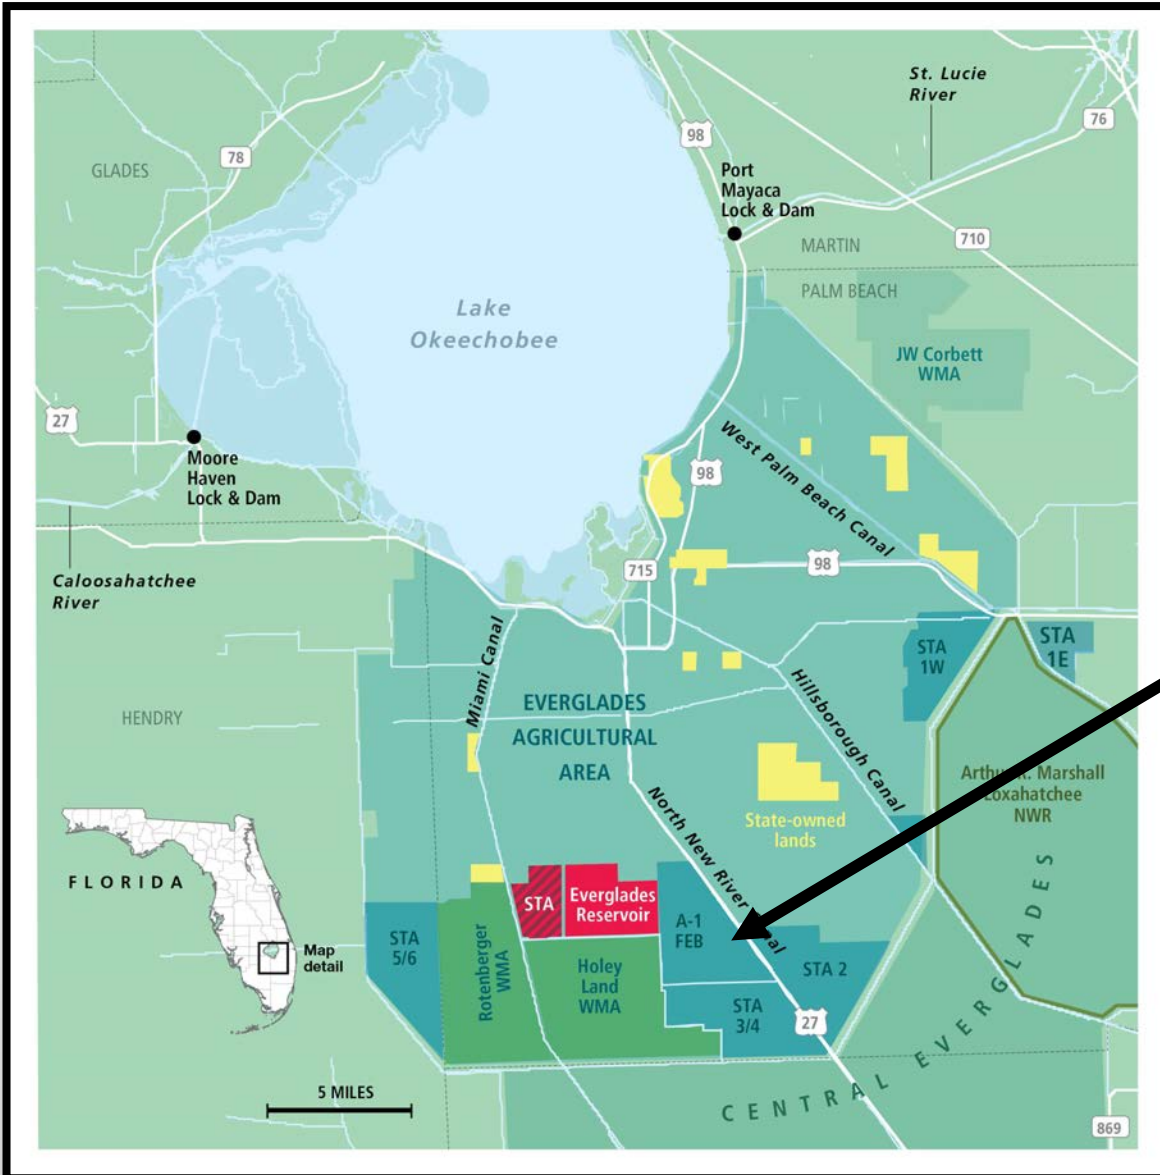 St. Lucie
River
98
76
78
GLADES
Port
Mayaca
Lock & Dam
710
MARTIN
PALM BEACH
Lake
Okeechobee
JW Corbett
WMA
27
West Palm Beach Canal
Moore
Haven
Lock & Dam
98
98
715
Caloosahatchee
River
STA
1W
STA
1E
Miami Canal
Hillsborough Canal
HENDRY
EVERGLADES
AGRICULTURAL
AREA
Arthur R. Marshall
Loxahatchee
NWR
North New River Canal
State-owned
lands
FLORIDA
STA
Everglades
Reservoir
A-1
FEB
STA
5/6
Rotenberger
WMA
Holey
Land
WMA
STA 2
Map
detail
STA
3/4
27
CENTRAL EVERGLADES
5 MILES
869